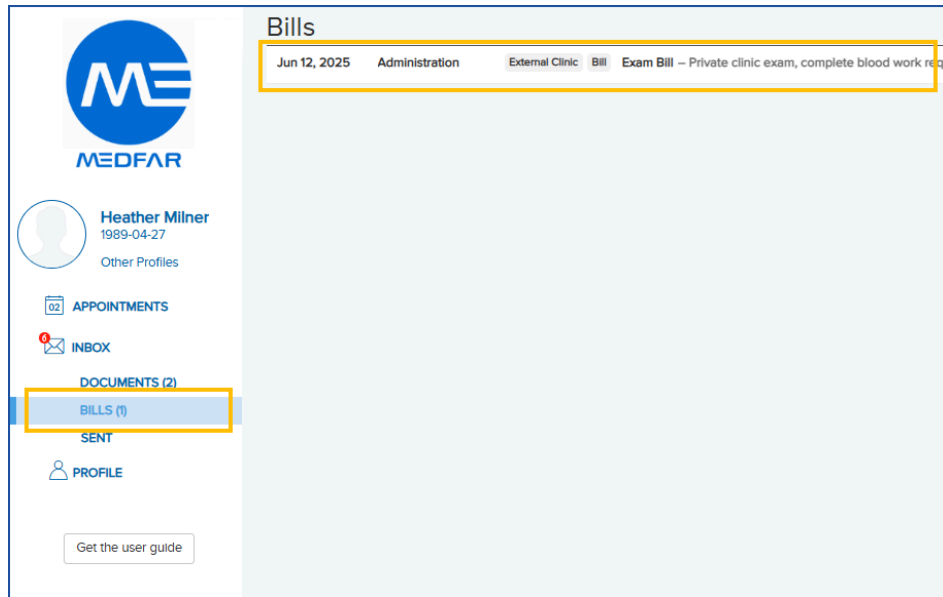 Bills
Jun 12, 2025 Administration External Clinic Bill Exam Bill – Private clinic exam, complete blood work req
ME
MEDFAR
Heather Milner
1989-04-27
Other Profiles
02 APPOINTMENTS
6 INBOX
DOCUMENTS (2)
BILLS (1)
SENT
PROFILE
Get the user guide